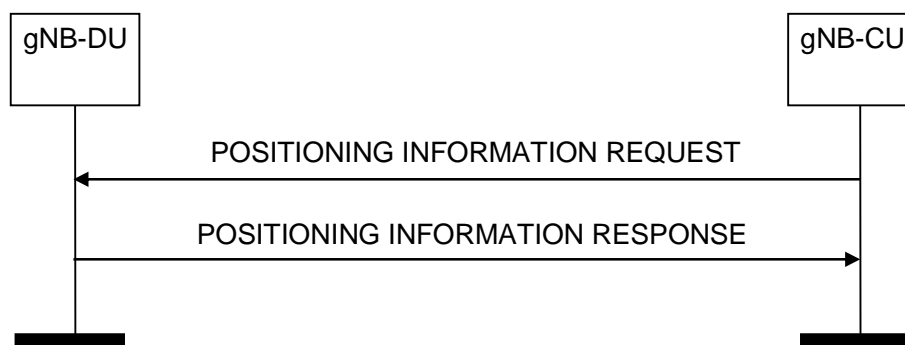 gNB-DU
gNB-CU
POSITIONING INFORMATION REQUEST
POSITIONING INFORMATION RESPONSE